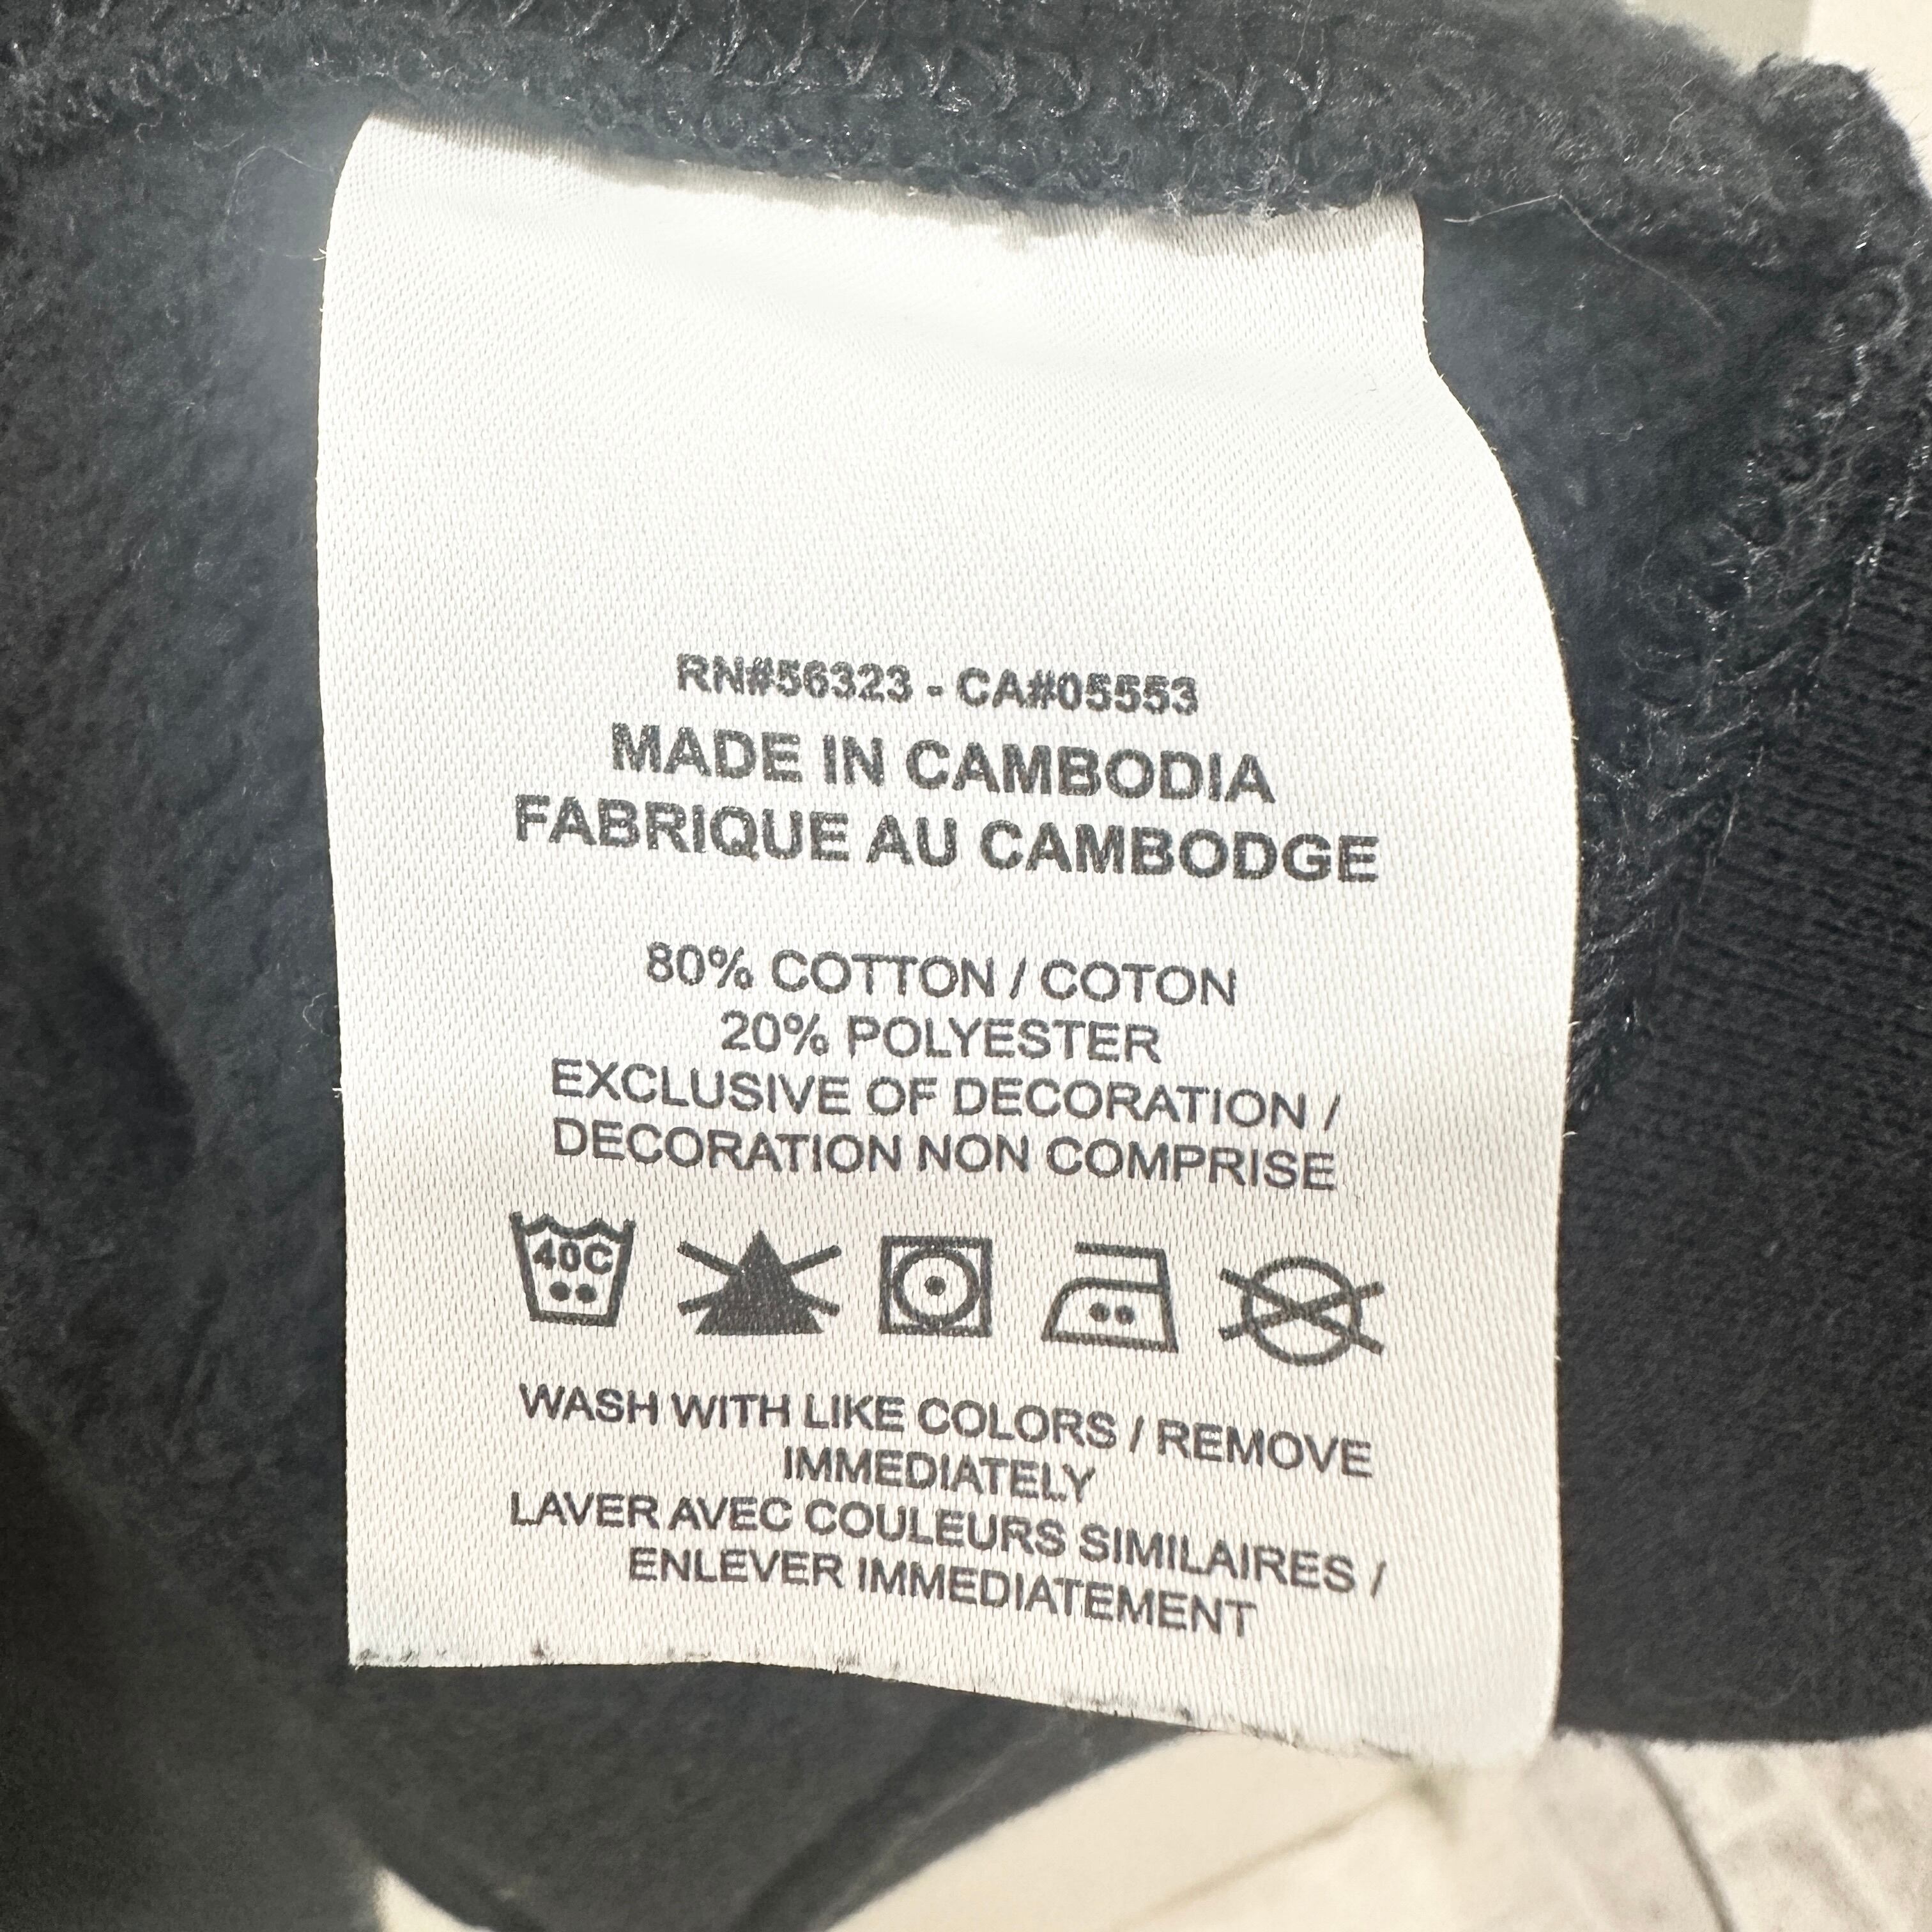 RN#56323 - CA#05553
MADE IN CAMBODIA
FABRIQUE AU CAMBODGE
80% COTTON / COTON
20% POLYESTER
EXCLUSIVE OF DECORATION /
DECORATION NON COMPRISE
40C
WASH WITH LIKE COLORS / REMOVE
IMMEDIATELY
LAVER AVEC COULEURS SIMILAIRES /
ENLEVER IMMEDIATEMENT